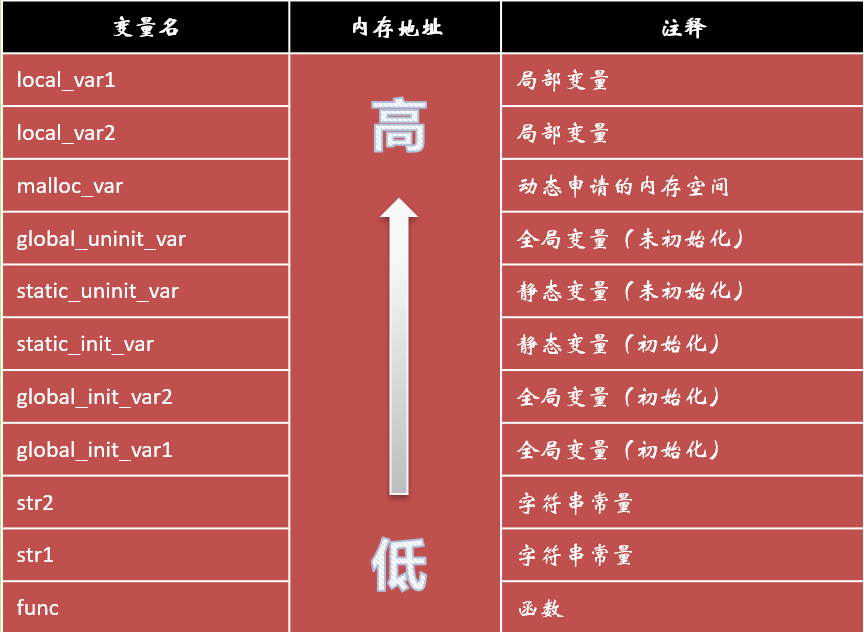 变量名 内存地址 注释
local_var1 局部变量
高
local_var2 局部变量
malloc_var 动态申请的内存空间
global_uninit_var 全局变量（未初始化）
static_uninit_var 静态变量（未初始化）
static_init_var 静态变量（初始化）
global_init_var2 全局变量（初始化）
global_init_var1 全局变量（初始化）
str2 字符串常量
str1 字符串常量
低
func 函数